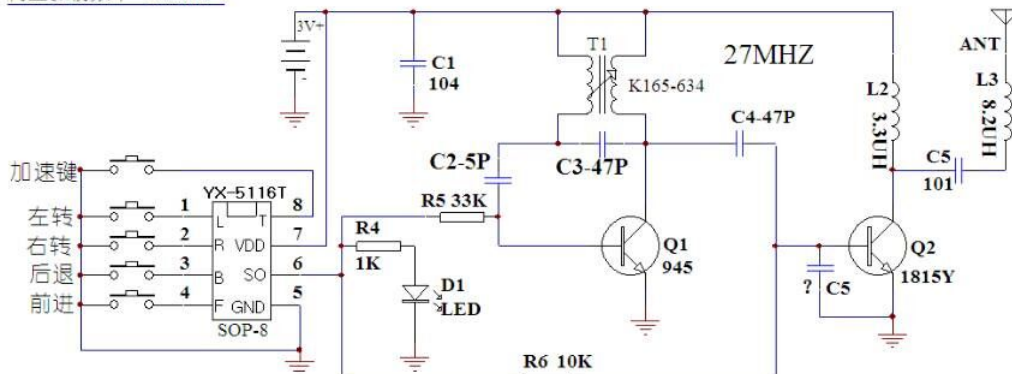 3V+
-
C1
104
T1
K165-634
27MHZ
ANT
L2
3.3UH
L3
8.2UH
C5
101
C4-47P
C3-47P
C2-5P
R5 33K
加速键
左转
右转
后退
前进
YX-5116T
1
2
3
4
L
R
B
F
T
VDD
SO
GND
8
7
6
5
SOP-8
R4
1K
D1
LED
Q1
945
Q2
1815Y
?
C5
R6 10K